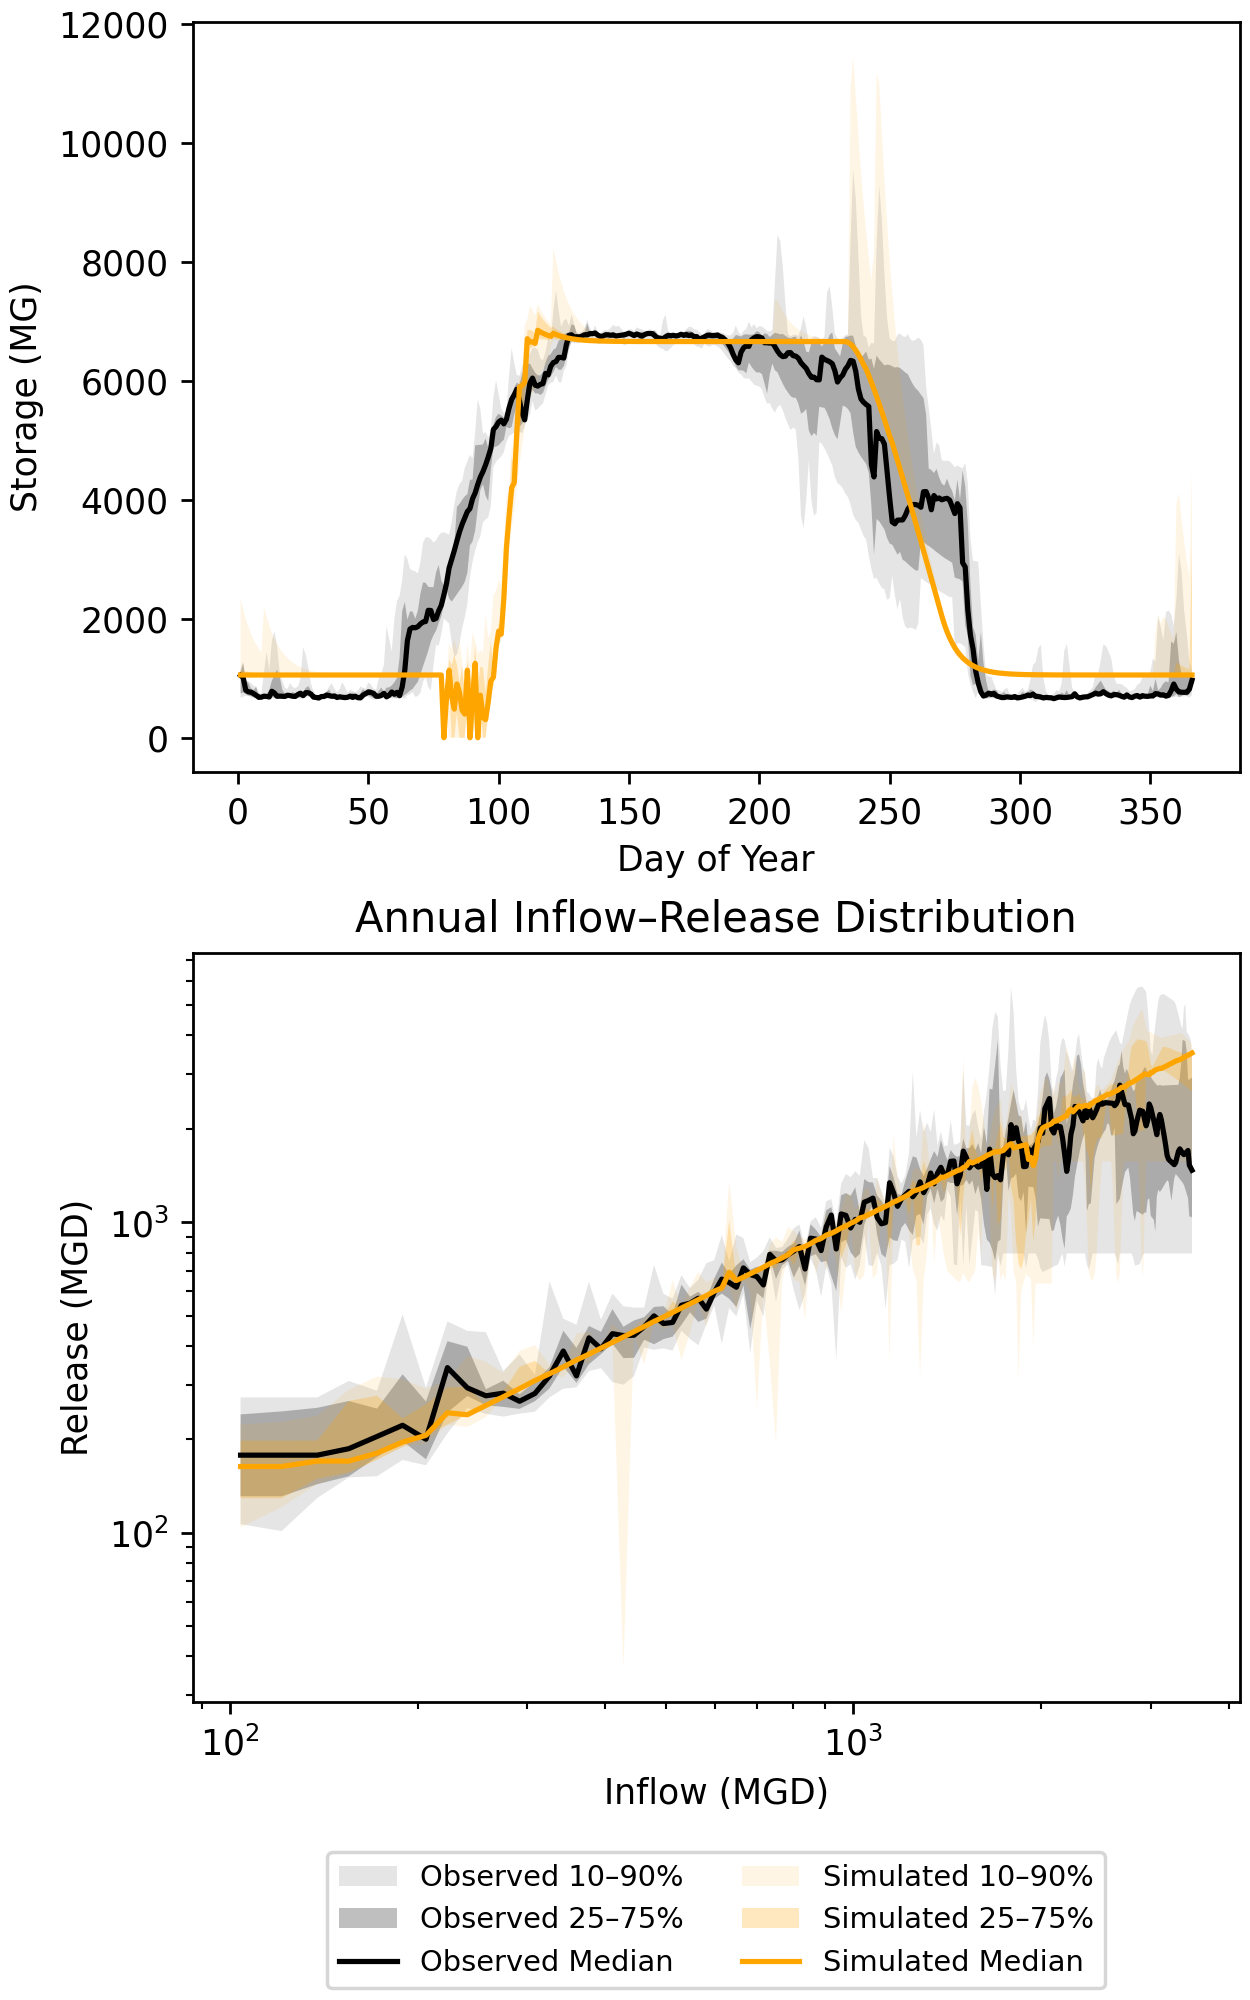 12000
10000
8000
6000
4000
2000
0
Storage (MG)
0 50 100 150 200 250 300 350
Day of Year
Annual Inflow–Release Distribution
10³
10²
Release (MGD)
10² 10³
Inflow (MGD)
Observed 10–90% Simulated 10–90%
Observed 25–75% Simulated 25–75%
Observed Median Simulated Median